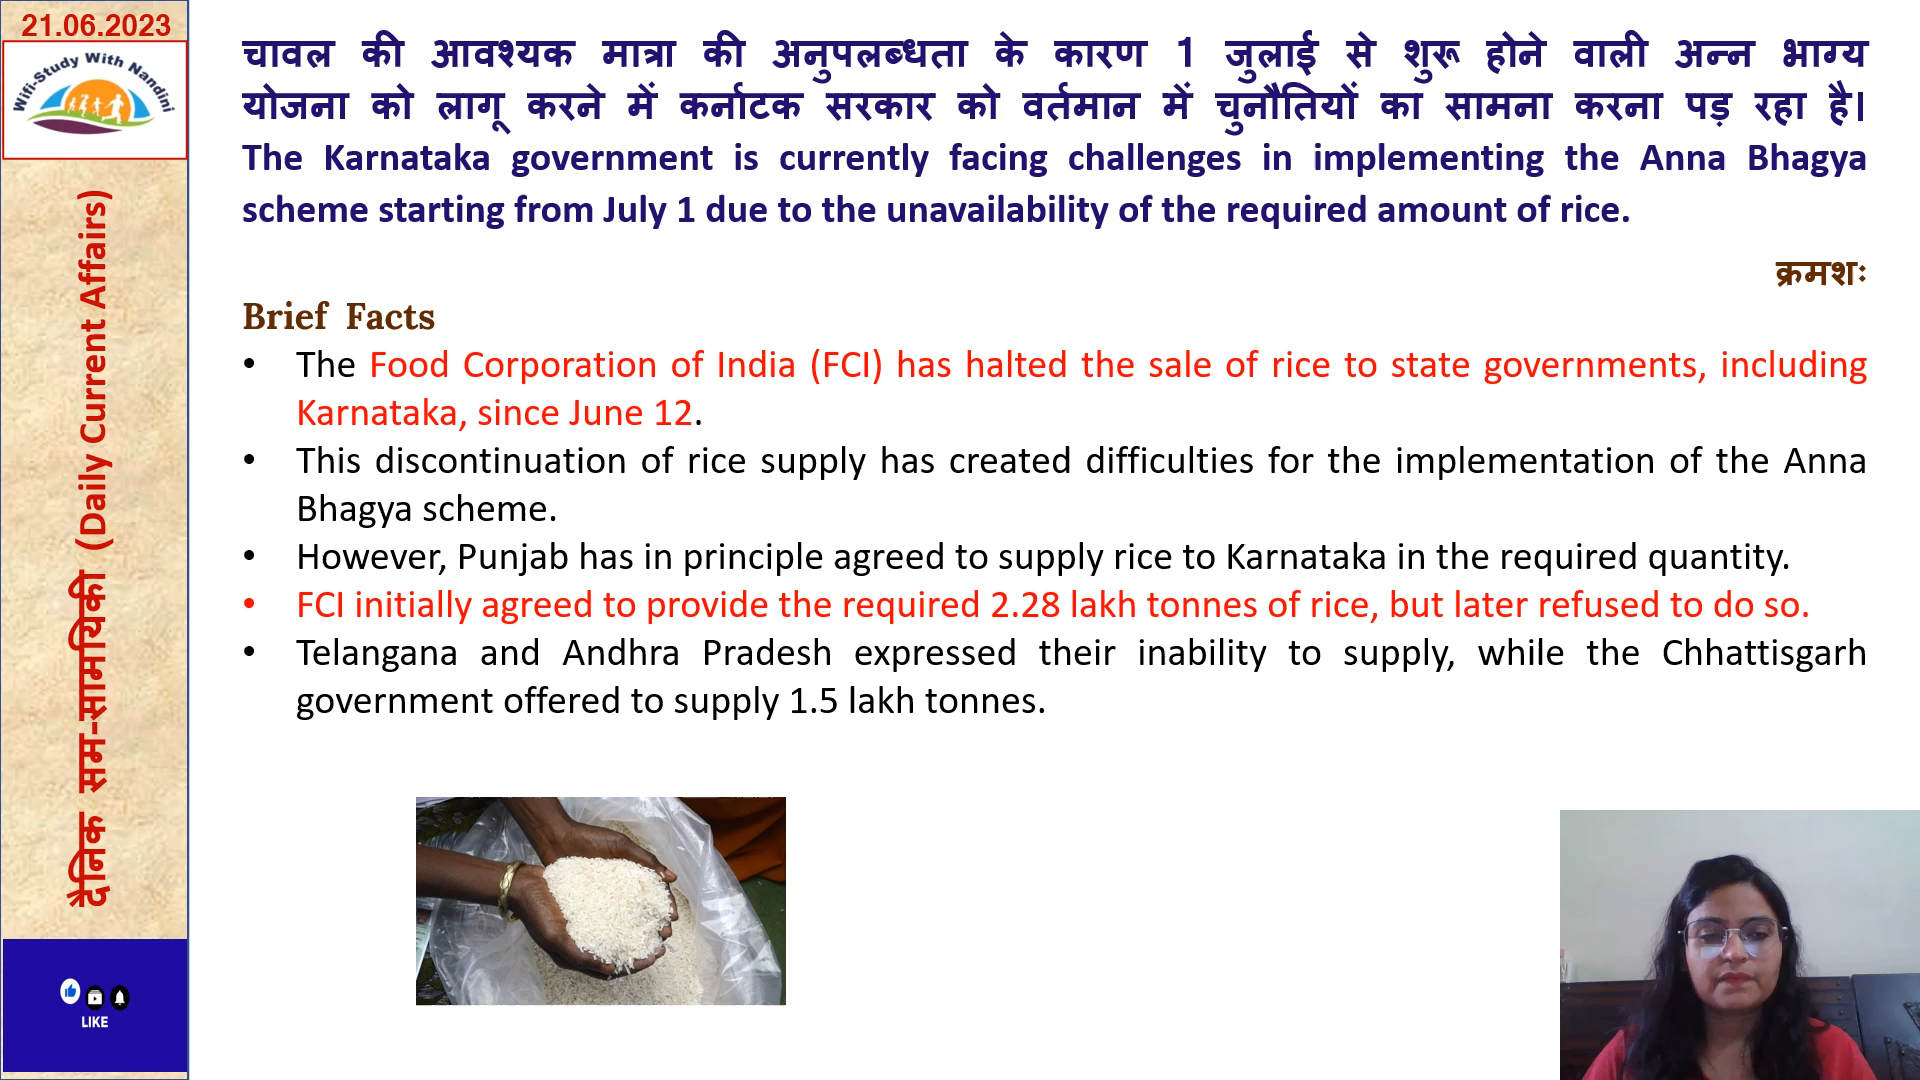 21.06.2023
Wifi-Study With Nandini
दैनिक सम-सामयिकी (Daily Current Affairs)
LIKE
चावल की आवश्यक मात्रा की अनुपलब्धता के कारण 1 जुलाई से शुरू होने वाली अन्न भाग्य
योजना को लागू करने में कर्नाटक सरकार को वर्तमान में चुनौतियों का सामना करना पड़ रहा है।
The Karnataka government is currently facing challenges in implementing the Anna Bhagya
scheme starting from July 1 due to the unavailability of the required amount of rice.
क्रमशः
Brief Facts
• The Food Corporation of India (FCI) has halted the sale of rice to state governments, including
Karnataka, since June 12.
• This discontinuation of rice supply has created difficulties for the implementation of the Anna
Bhagya scheme.
• However, Punjab has in principle agreed to supply rice to Karnataka in the required quantity.
• FCI initially agreed to provide the required 2.28 lakh tonnes of rice, but later refused to do so.
• Telangana and Andhra Pradesh expressed their inability to supply, while the Chhattisgarh
government offered to supply 1.5 lakh tonnes.